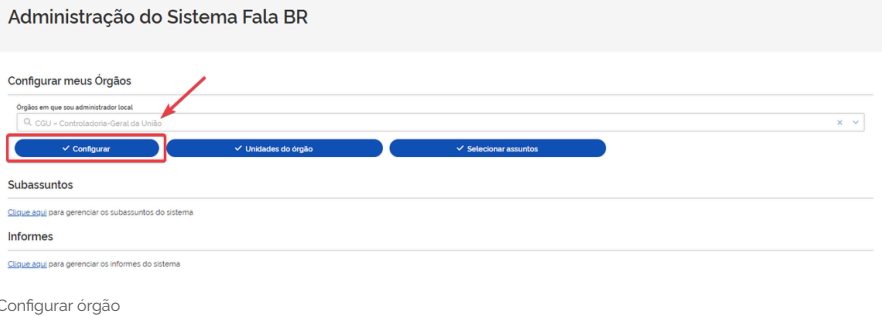 Administração do Sistema Fala BR
Configurar meus Órgãos
Órgãos em que sou administrador local
CGU – Controladoria-Geral da União
Configurar
Unidades do órgão
Selecionar assuntos
Subassuntos
Clique aqui para gerenciar os subassuntos do sistema
Informes
Clique aqui para gerenciar os informes do sistema
Configurar órgão